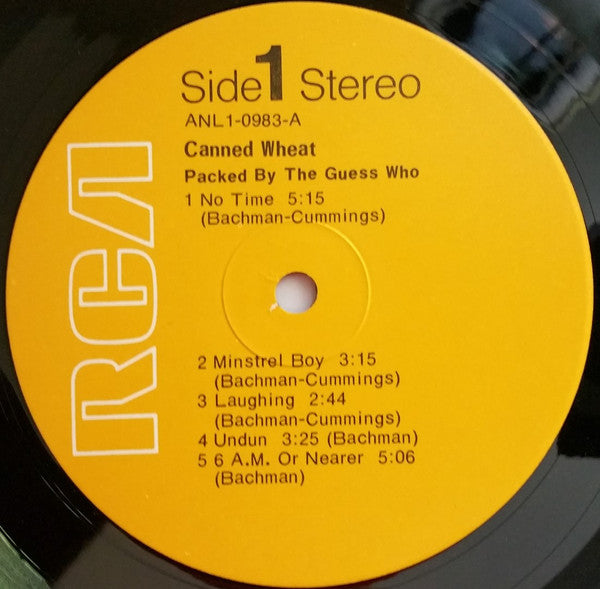 Side 1 Stereo
ANL1-0983-A
Canned Wheat
Packed By The Guess Who
1 No Time 5:15
(Bachman-Cummings)
2 Minstrel Boy 3:15
(Bachman-Cummings)
3 Laughing 2:44
(Bachman-Cummings)
4 Undun 3:25 (Bachman)
5 6 A.M. Or Nearer 5:06
(Bachman)
RCA